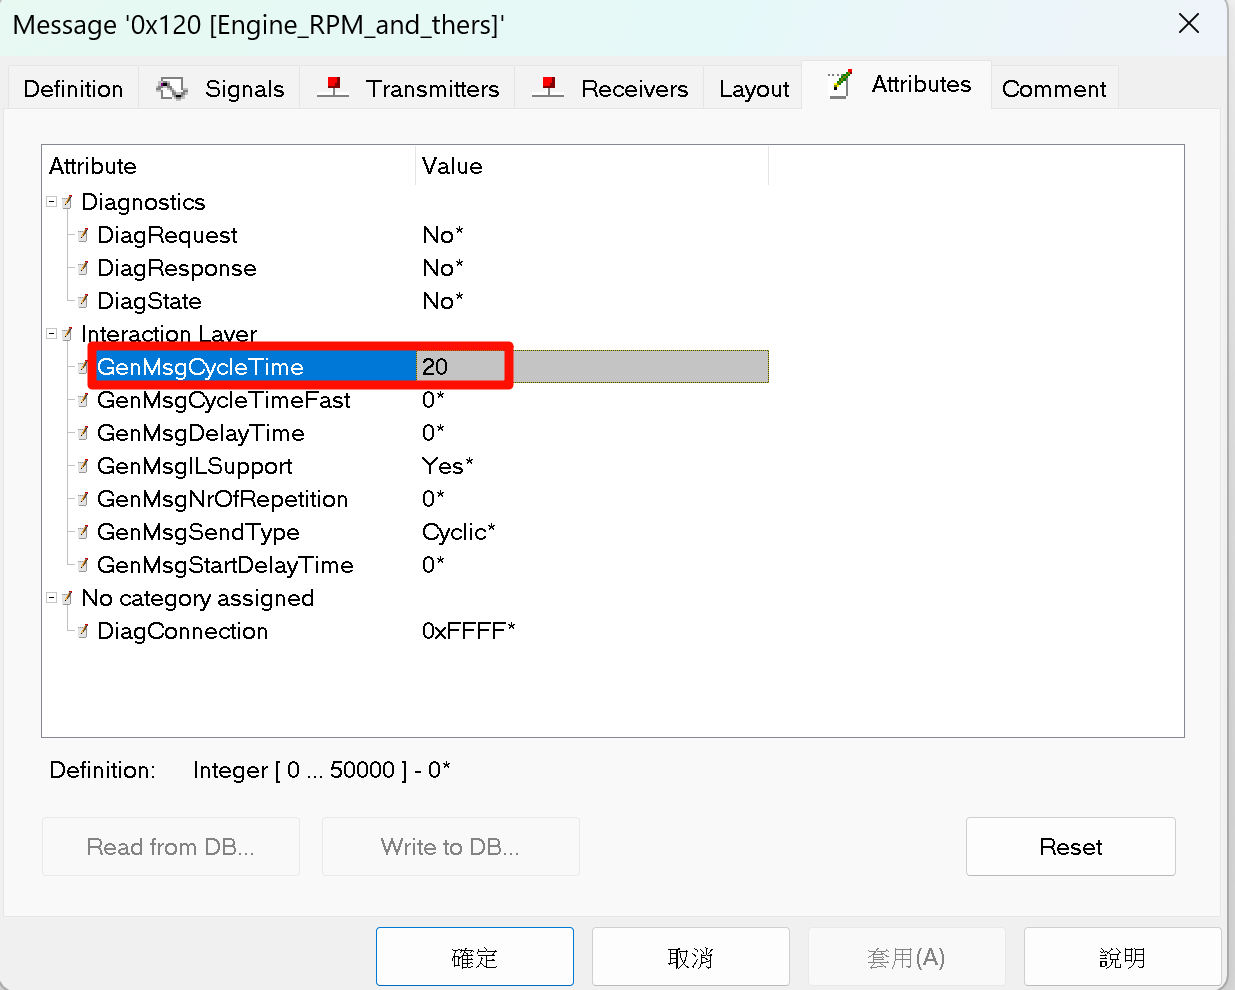 Message '0x120 [Engine_RPM_and_thers]'
Definition Signals Transmitters Receivers Layout Attributes Comment
Attribute Value
Diagnostics
DiagRequest No*
DiagResponse No*
DiagState No*
Interaction Layer
GenMsgCycleTime 20
GenMsgCycleTimeFast 0*
GenMsgDelayTime 0*
GenMsgILSupport Yes*
GenMsgNrOfRepetition 0*
GenMsgSendType Cyclic*
GenMsgStartDelayTime 0*
No category assigned
DiagConnection 0xFFFF*
Definition: Integer [ 0 ... 50000 ] - 0*
Read from DB... Write to DB... Reset
確定 取消 套用(A) 說明